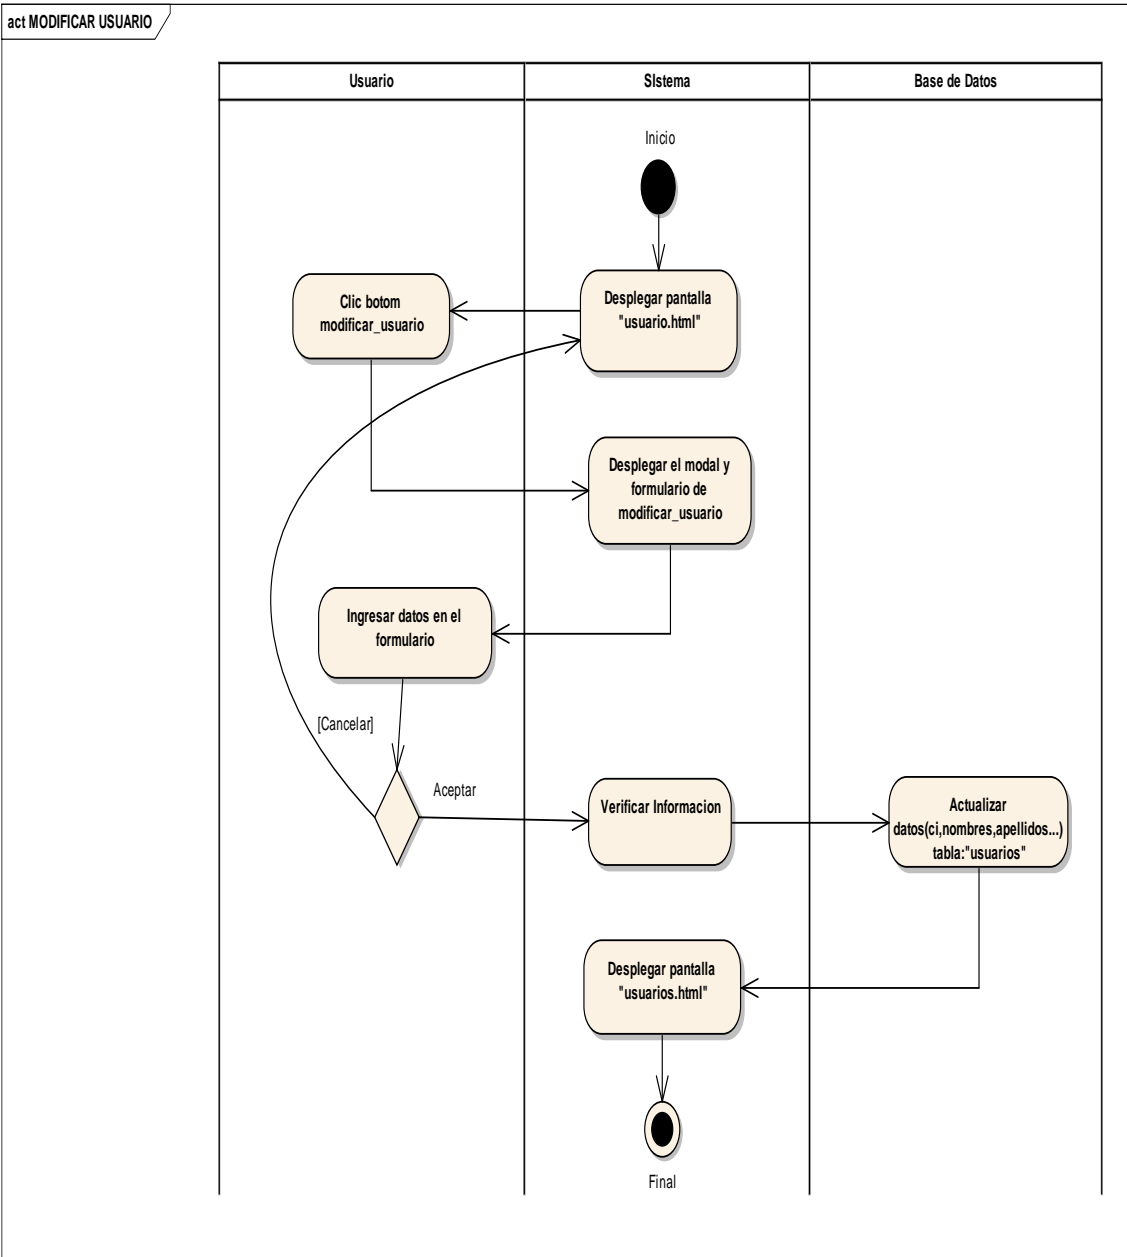 act MODIFICAR USUARIO
Usuario
SIstema
Base de Datos
Inicio
Clic botom
modificar_usuario
Desplegar pantalla
"usuario.html"
Desplegar el modal y
formulario de
modificar_usuario
Ingresar datos en el
formulario
[Cancelar]
Aceptar
Verificar Informacion
Actualizar
datos(ci,nombres,apellidos...)
tabla:"usuarios"
Desplegar pantalla
"usuarios.html"
Final